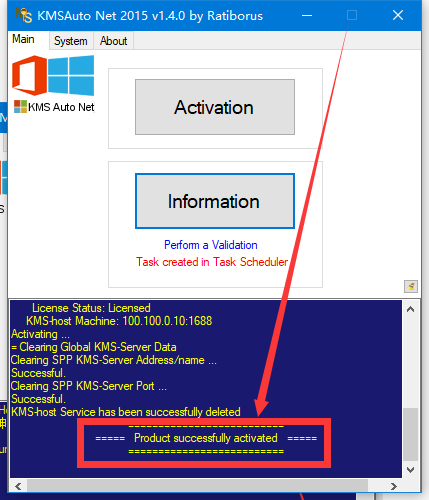 KMSAuto Net 2015 v1.4.0 by Ratiborus
Main System About
KMS Auto Net
Activation
Information
Perform a Validation
Task created in Task Scheduler
License Status: Licensed
KMS-host Machine: 100.100.0.10:1688
Activating ...
= Clearing Global KMS-Server Data
Clearing SPP KMS-Server Address/name ...
Successful.
Clearing SPP KMS-Server Port ...
Successful.
KMS-host Service has been successfully deleted
==========================
===== Product successfully activated =====
==========================